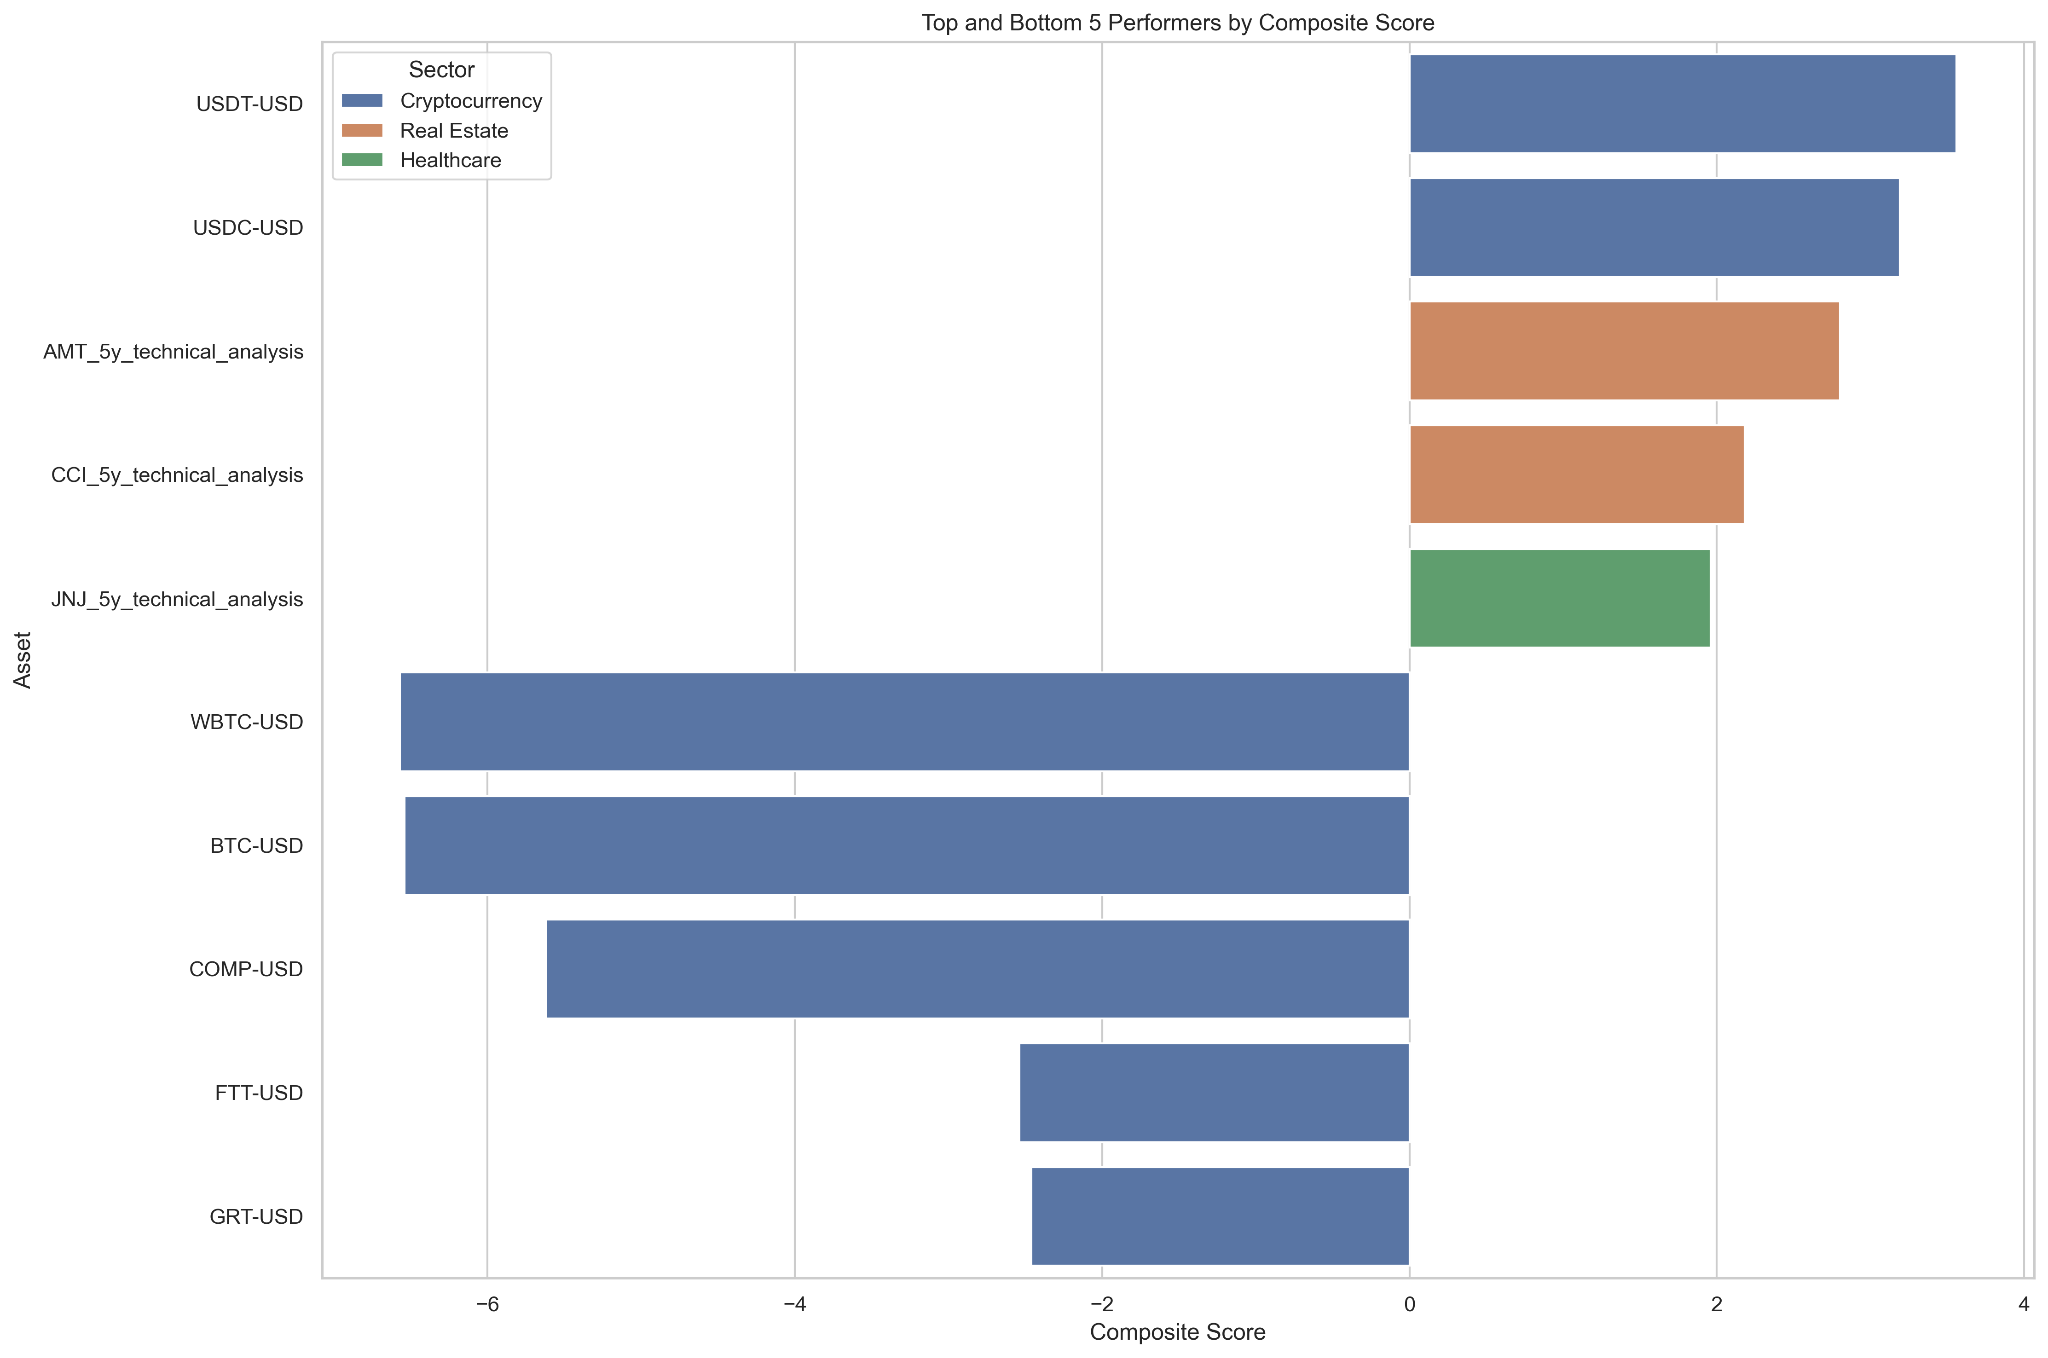 Top and Bottom 5 Performers by Composite Score
Sector
Cryptocurrency
Real Estate
Healthcare
Asset
USDT-USD
USDC-USD
AMT_5y_technical_analysis
CCI_5y_technical_analysis
JNJ_5y_technical_analysis
WBTC-USD
BTC-USD
COMP-USD
FTT-USD
GRT-USD
−6 −4 −2 0 2 4
Composite Score